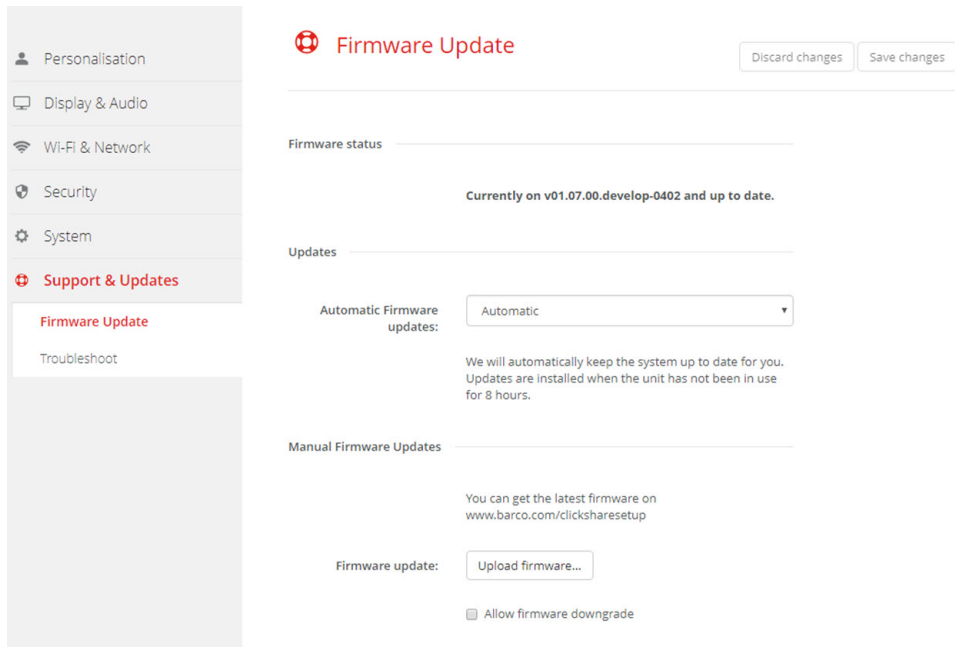 Personalisation
Display & Audio
Wi-Fi & Network
Security
System
Support & Updates
Firmware Update
Troubleshoot
Firmware Update
Discard changes
Save changes
Firmware status
Currently on v01.07.00.develop-0402 and up to date.
Updates
Automatic Firmware
updates:
Automatic
We will automatically keep the system up to date for you.
Updates are installed when the unit has not been in use
for 8 hours.
Manual Firmware Updates
You can get the latest firmware on
www.barco.com/clicksharesetup
Firmware update:
Upload firmware...
Allow firmware downgrade